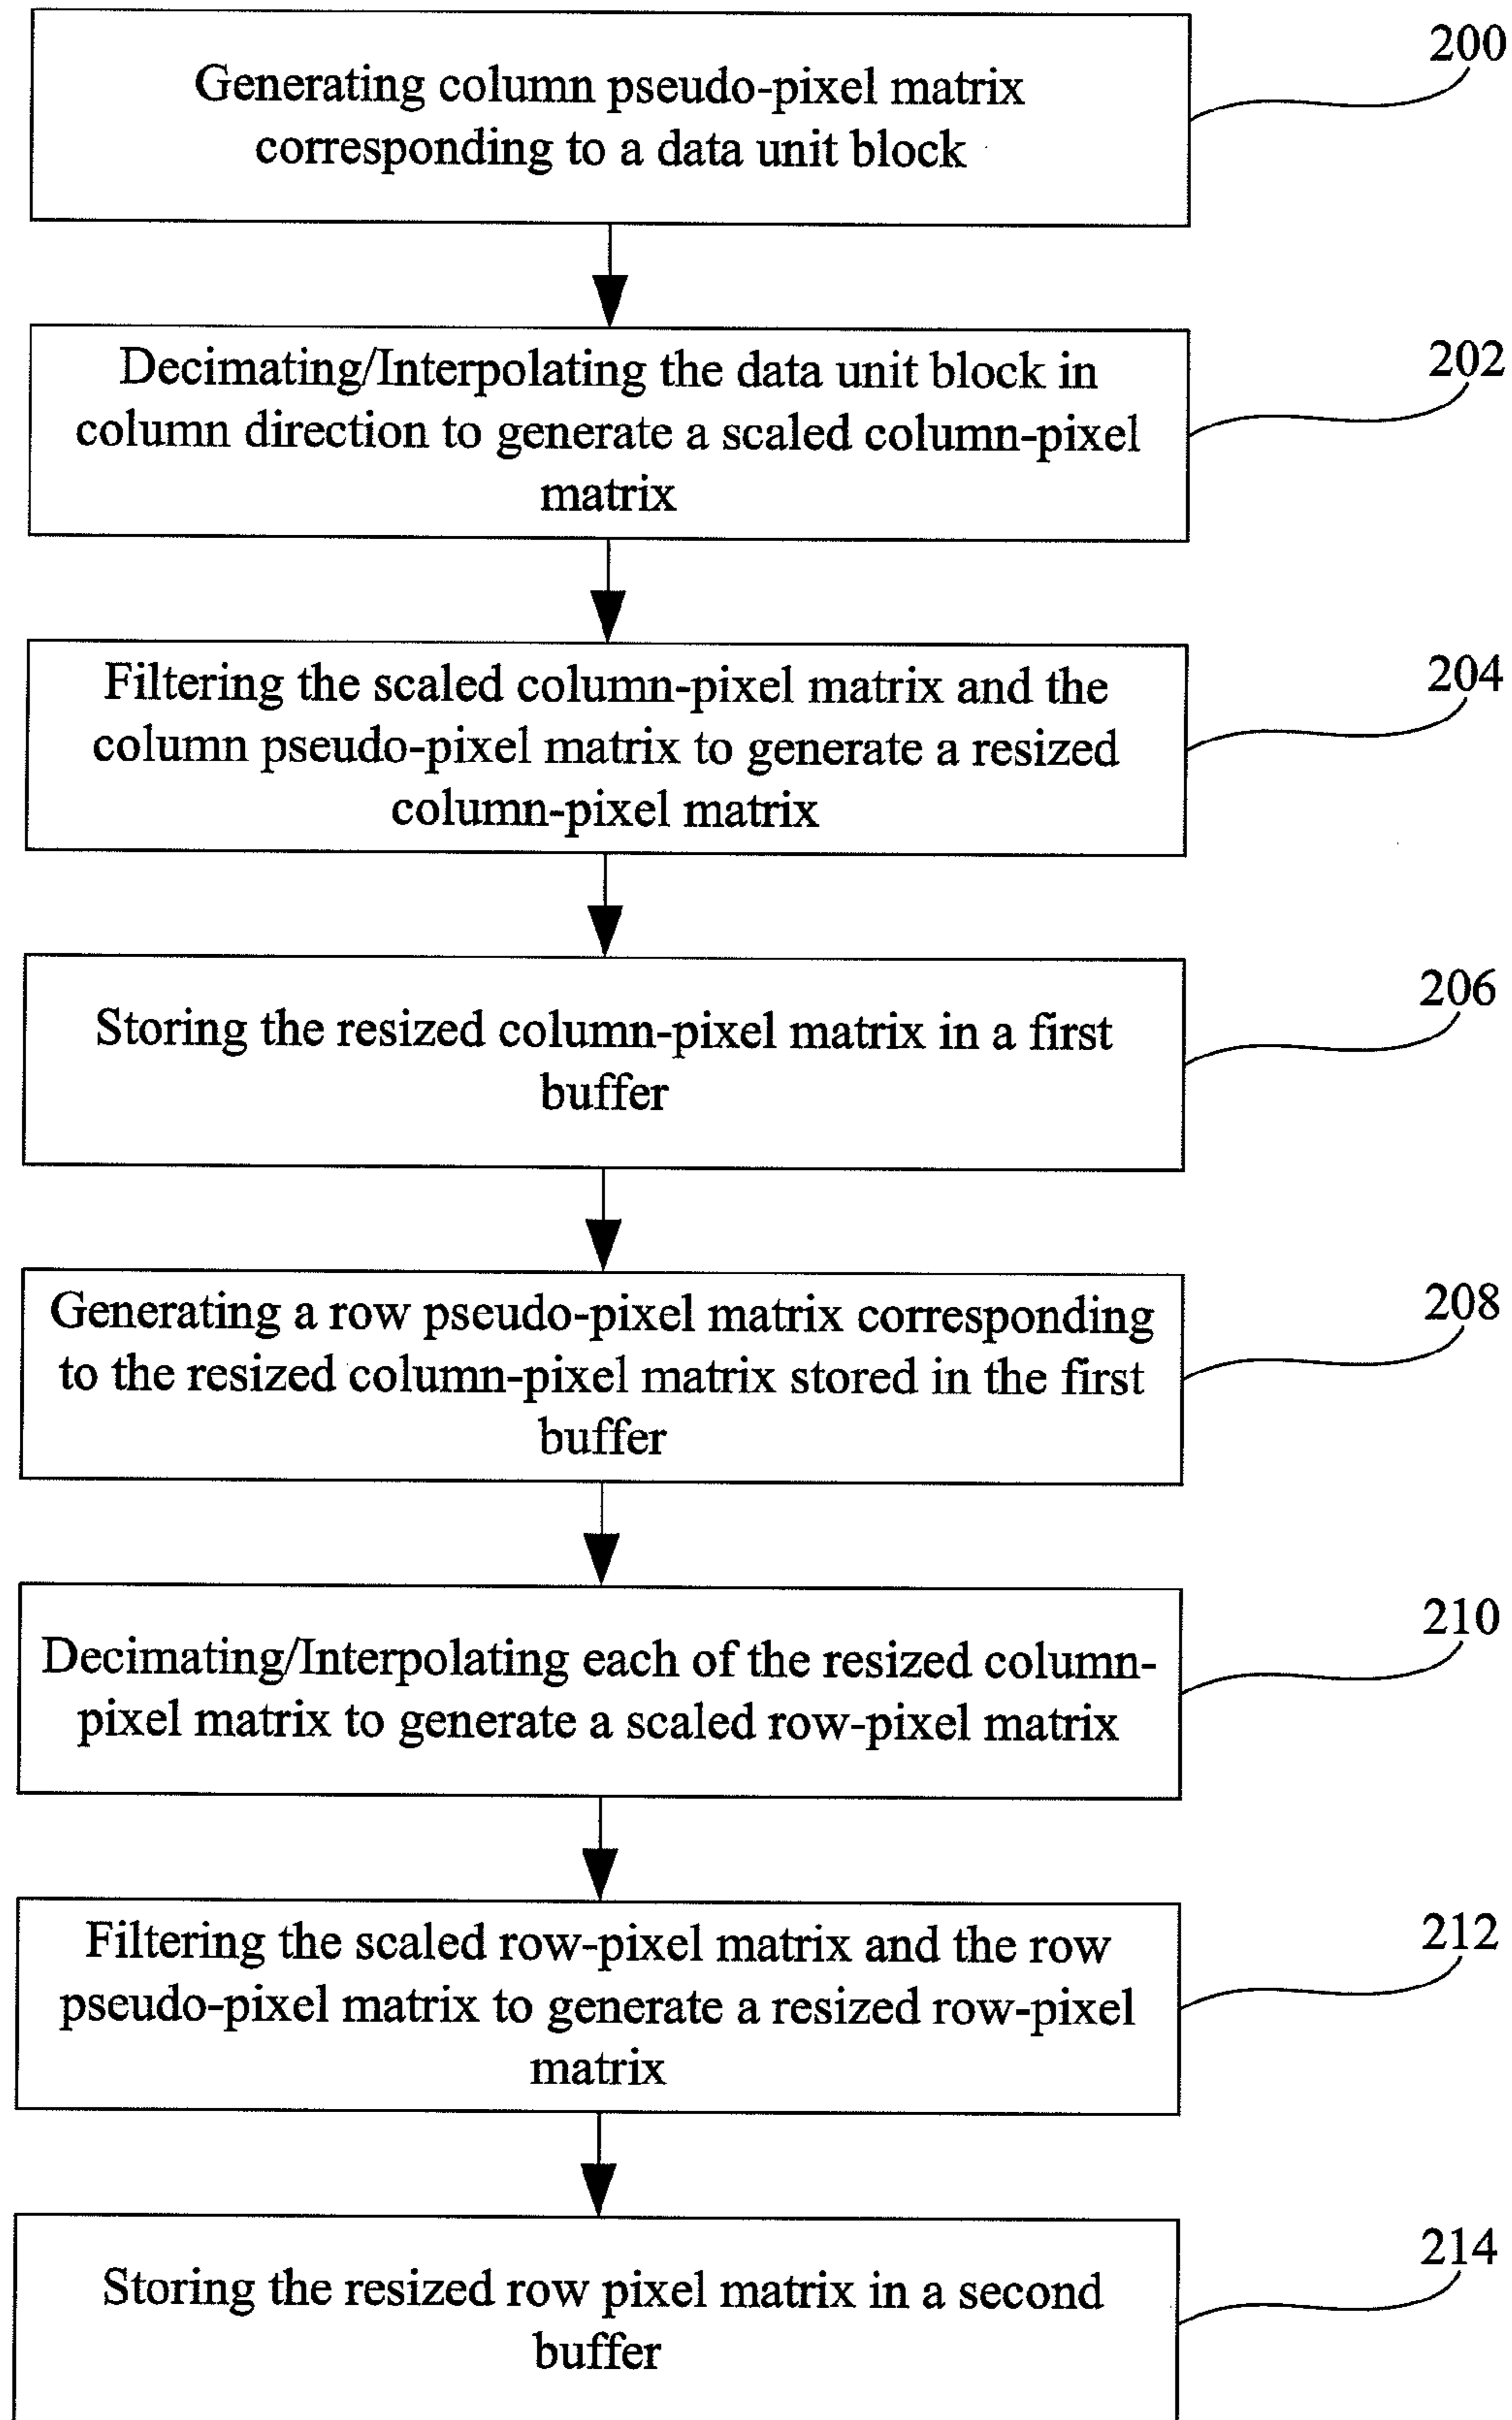 200
Generating column pseudo-pixel matrix
corresponding to a data unit block
202
Decimating/Interpolating the data unit block in
column direction to generate a scaled column-pixel
matrix
204
Filtering the scaled column-pixel matrix and the
column pseudo-pixel matrix to generate a resized
column-pixel matrix
206
Storing the resized column-pixel matrix in a first
buffer
208
Generating a row pseudo-pixel matrix corresponding
to the resized column-pixel matrix stored in the first
buffer
210
Decimating/Interpolating each of the resized column-
pixel matrix to generate a scaled row-pixel matrix
212
Filtering the scaled row-pixel matrix and the row
pseudo-pixel matrix to generate a resized row-pixel
matrix
214
Storing the resized row pixel matrix in a second
buffer